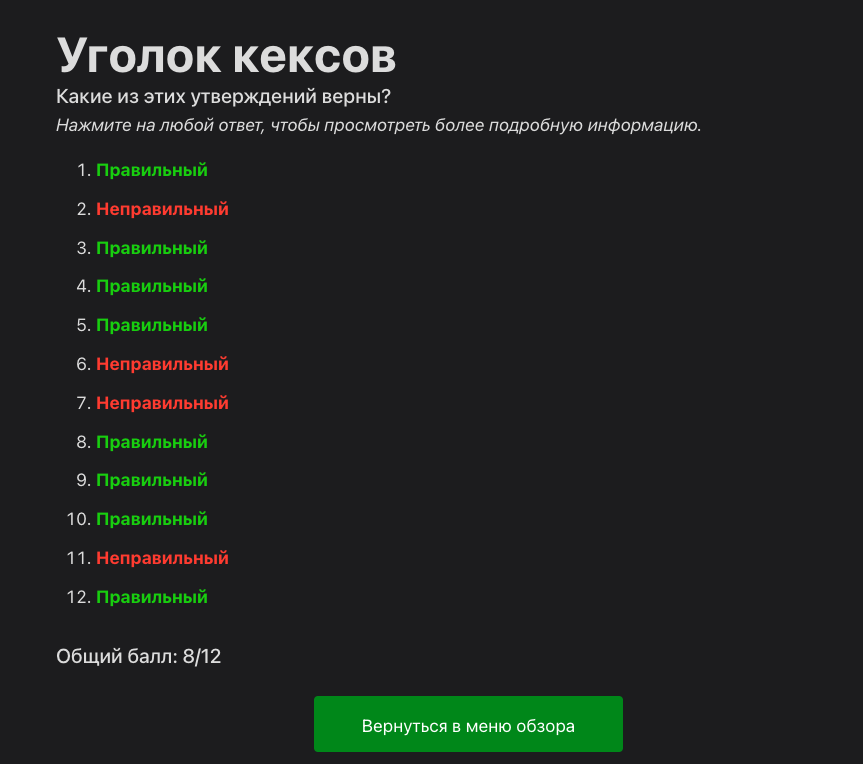 Уголок кексов
Какие из этих утверждений верны?
Нажмите на любой ответ, чтобы просмотреть более подробную информацию.
1. Правильный
2. Неправильный
3. Правильный
4. Правильный
5. Правильный
6. Неправильный
7. Неправильный
8. Правильный
9. Правильный
10. Правильный
11. Неправильный
12. Правильный
Общий балл: 8/12
Вернуться в меню обзора